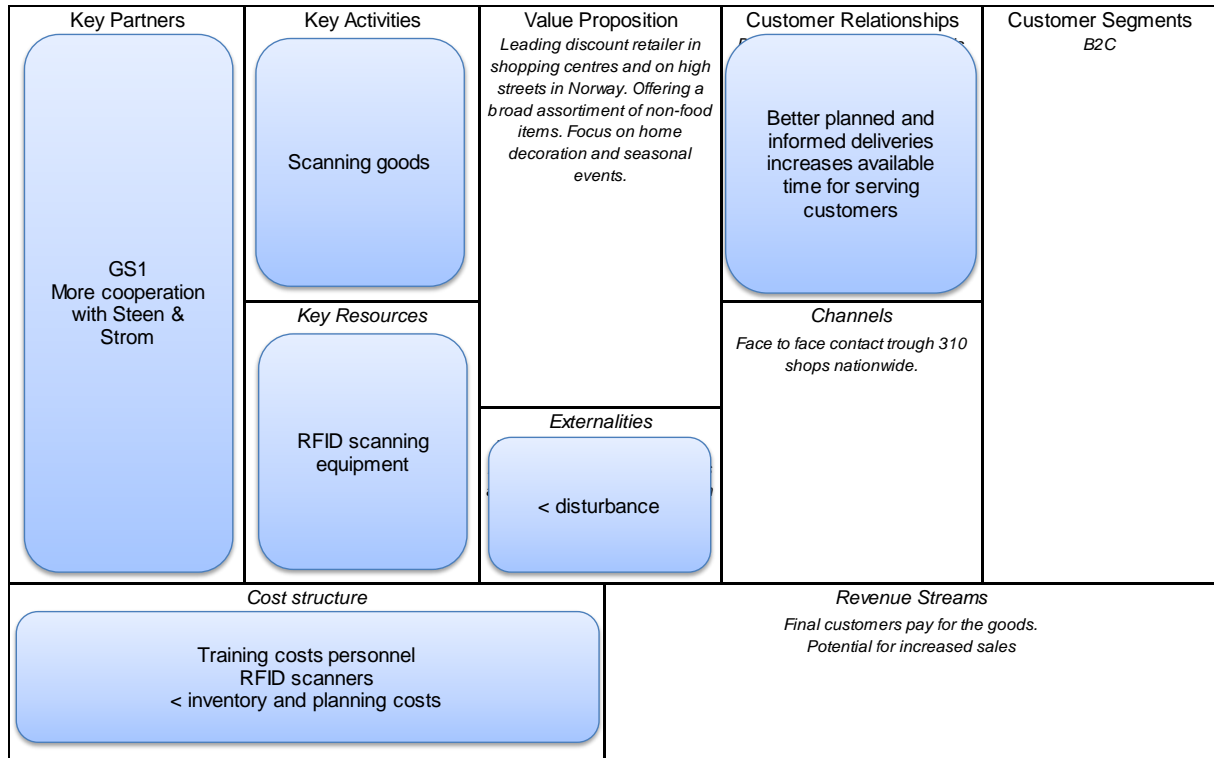 Key Partners
GS1
More cooperation
with Steen &
Strom
Key Activities
Scanning goods
Key Resources
RFID scanning
equipment
Value Proposition
Leading discount retailer in
shopping centres and on high
streets in Norway. Offering a
broad assortment of non-food
items. Focus on home
decoration and seasonal
events.
Externalities
< disturbance
Customer Relationships
Better planned and
informed deliveries
increases available
time for serving
customers
Channels
Face to face contact trough 310
shops nationwide.
Customer Segments
B2C
Cost structure
Training costs personnel
RFID scanners
< inventory and planning costs
Revenue Streams
Final customers pay for the goods.
Potential for increased sales